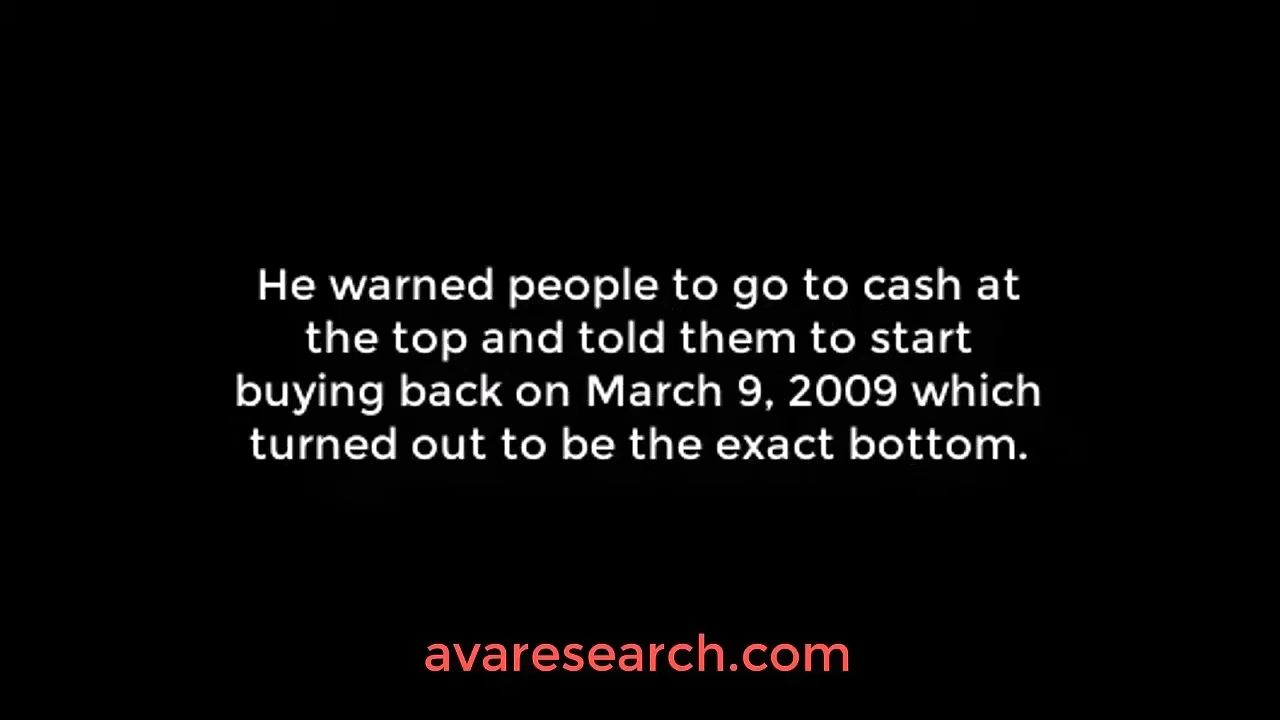 He warned people to go to cash at
the top and told them to start
buying back on March 9, 2009 which
turned out to be the exact bottom.
avaresearch.com